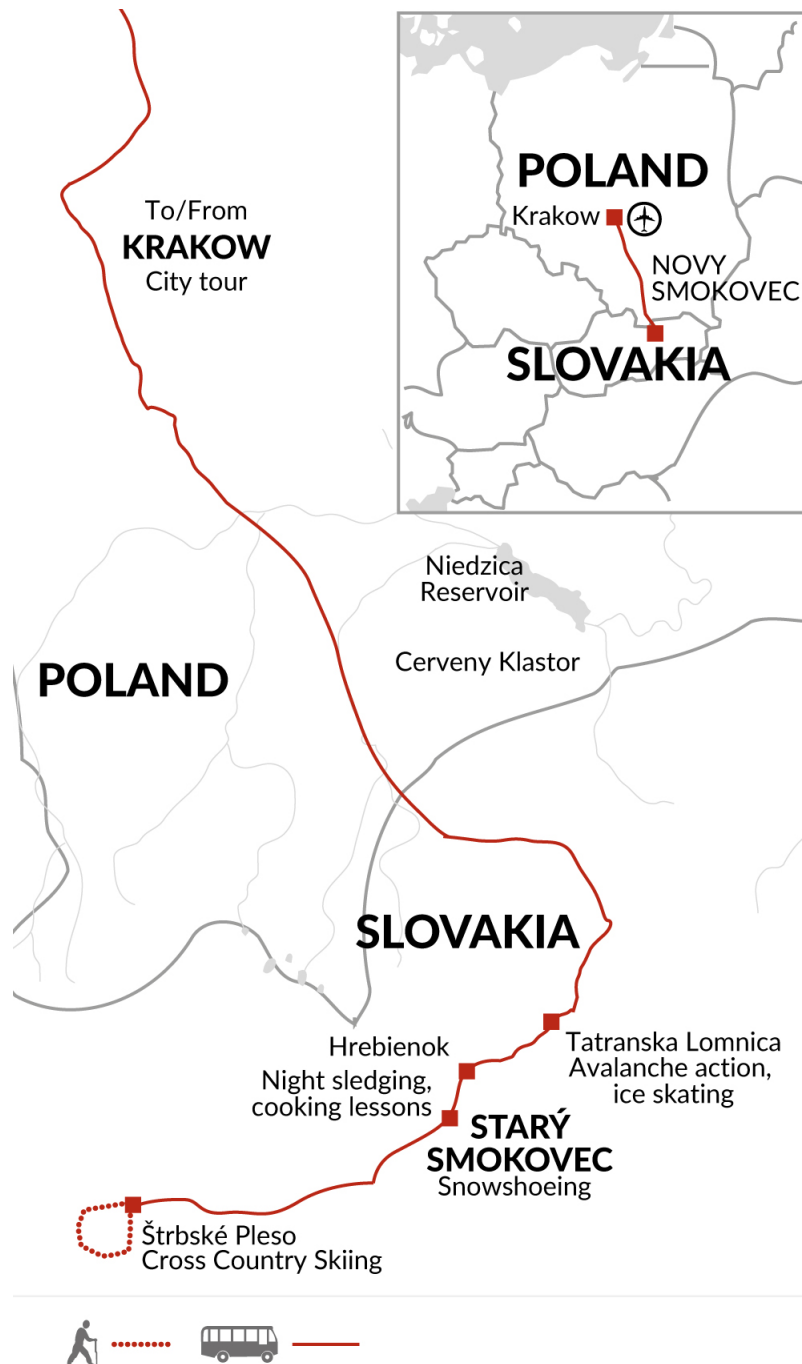 POLAND
Krakow
NOVY
SMOKOVEC
SLOVAKIA
To/From
KRAKOW
City tour
Niedzica
Reservoir
Cerveny Klastor
POLAND
SLOVAKIA
Hrebienok
Night sledging,
cooking lessons
Tatranska Lomnica
Avalanche action,
ice skating
STARÝ
SMOKOVEC
Snowshoeing
Štrbské Pleso
Cross Country Skiing